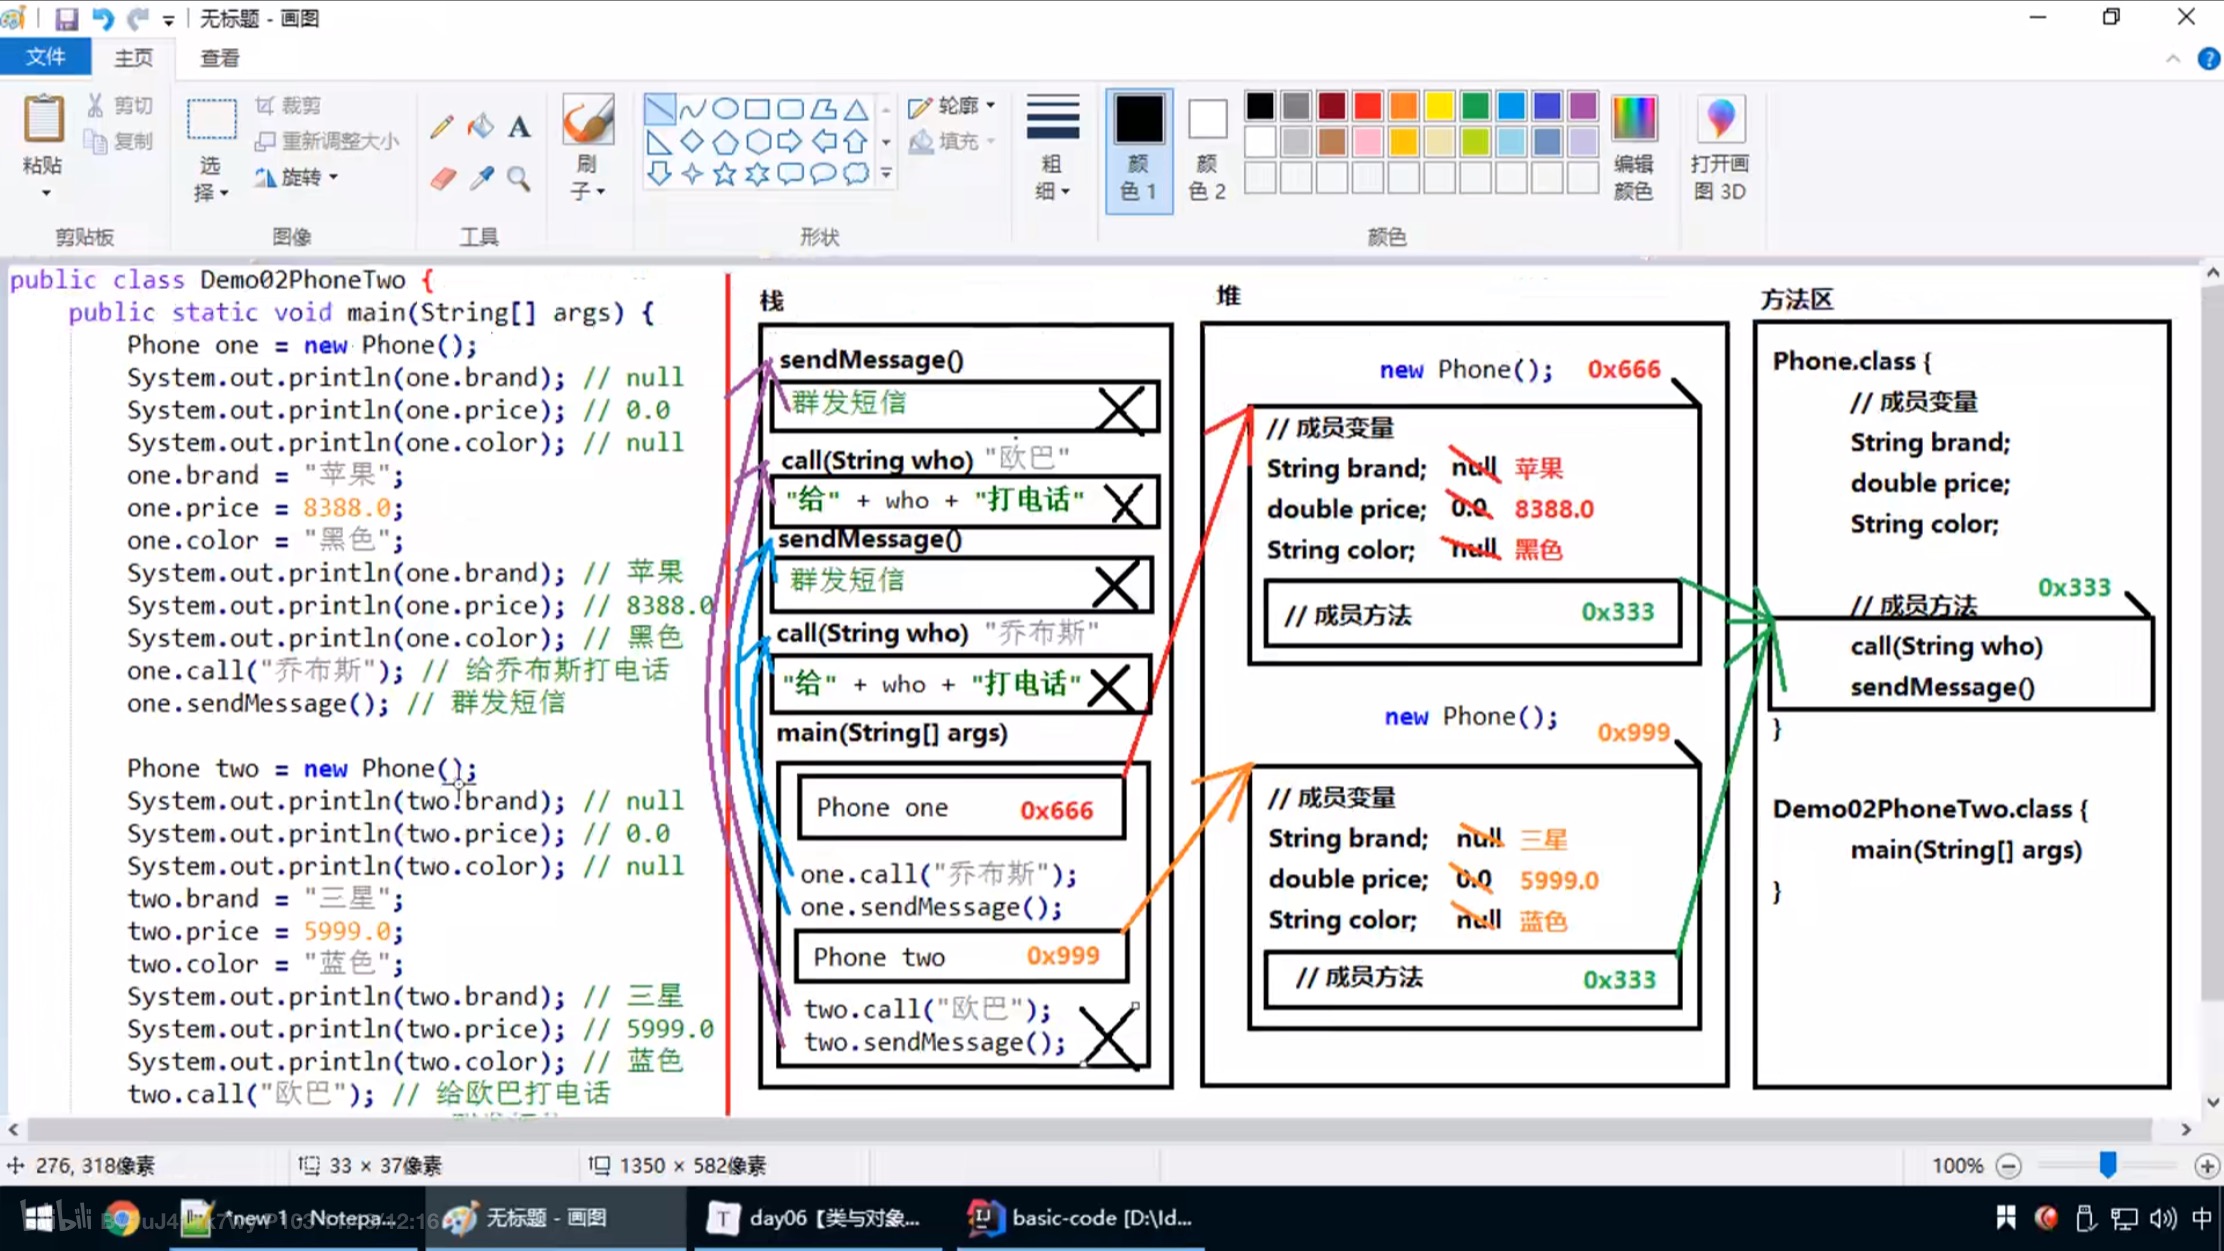 无标题 - 画图
文件 主页 查看
粘贴 剪切 复制 剪贴板
选择 裁剪 重新调整大小 旋转 图像
工具
刷子
形状 轮廓 填充
粗细
颜色 1 颜色 2 颜色 编辑颜色
打开画图 3D
public class Demo02PhoneTwo {
public static void main(String[] args) {
Phone one = new Phone();
System.out.println(one.brand); // null
System.out.println(one.price); // 0.0
System.out.println(one.color); // null
one.brand = "苹果";
one.price = 8388.0;
one.color = "黑色";
System.out.println(one.brand); // 苹果
System.out.println(one.price); // 8388.0
System.out.println(one.color); // 黑色
one.call("乔布斯"); // 给乔布斯打电话
one.sendMessage(); // 群发短信
Phone two = new Phone();
System.out.println(two.brand); // null
System.out.println(two.price); // 0.0
System.out.println(two.color); // null
two.brand = "三星";
two.price = 5999.0;
two.color = "蓝色";
System.out.println(two.brand); // 三星
System.out.println(two.price); // 5999.0
System.out.println(two.color); // 蓝色
two.call("欧巴"); // 给欧巴打电话
栈
sendMessage()
群发短信
call(String who) "欧巴"
"给" + who + "打电话"
sendMessage()
群发短信
call(String who) "乔布斯"
"给" + who + "打电话"
main(String[] args)
Phone one 0x666
one.call("乔布斯");
one.sendMessage();
Phone two 0x999
two.call("欧巴");
two.sendMessage();
堆
new Phone(); 0x666
// 成员变量
String brand; null 苹果
double price; 0.0 8388.0
String color; null 黑色
// 成员方法 0x333
new Phone(); 0x999
// 成员变量
String brand; null 三星
double price; 0.0 5999.0
String color; null 蓝色
// 成员方法 0x333
方法区
Phone.class {
// 成员变量
String brand;
double price;
String color;
0x333
// 成员方法
call(String who)
sendMessage()
}
Demo02PhoneTwo.class {
main(String[] args)
}
276, 318像素 33 × 37像素 1350 × 582像素 100%
*new 1 - Notepa... 无标题 - 画图 day06【类与对象... basic-code [D:\Id... 中